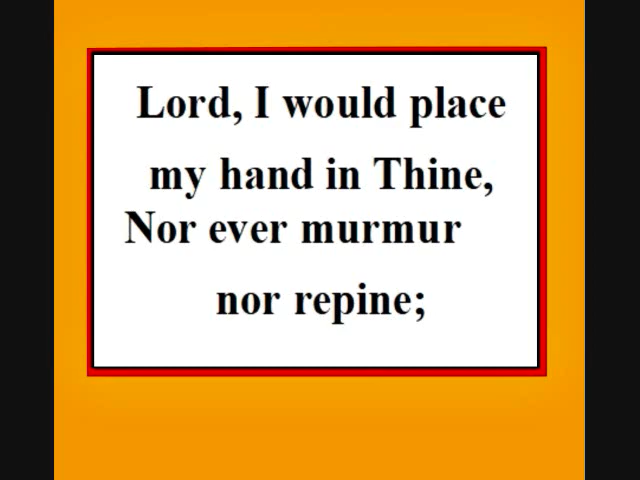 Lord, I would place
my hand in Thine,
Nor ever murmur
nor repine;